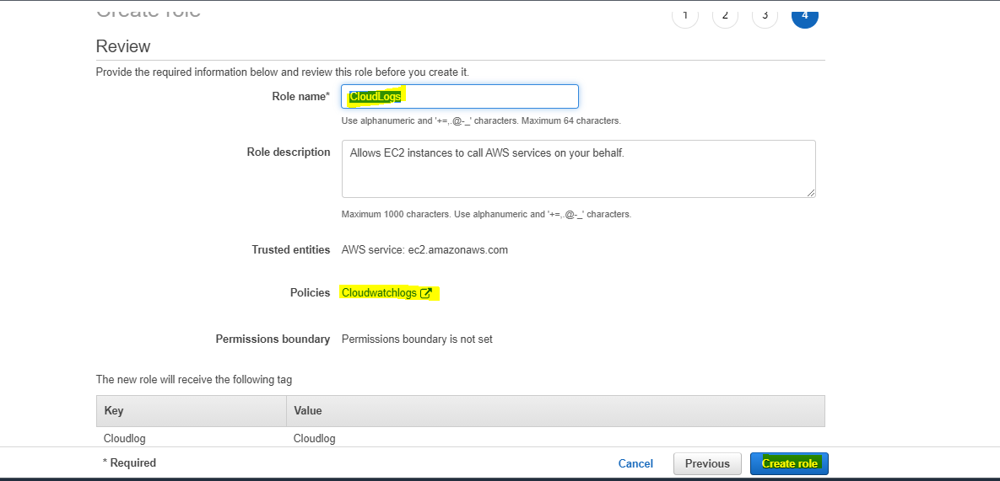 Create role
1 2 3 4
Review
Provide the required information below and review this role before you create it.
Role name* CloudLogs
Use alphanumeric and '+=,.@-_' characters. Maximum 64 characters.
Role description Allows EC2 instances to call AWS services on your behalf.
Maximum 1000 characters. Use alphanumeric and '+=,.@-_' characters.
Trusted entities AWS service: ec2.amazonaws.com
Policies Cloudwatchlogs
Permissions boundary Permissions boundary is not set
The new role will receive the following tag
Key Value
Cloudlog Cloudlog
* Required Cancel Previous Create role